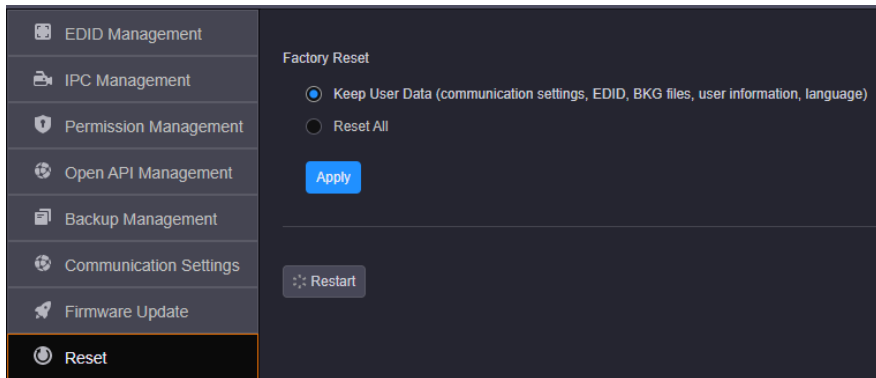 EDID Management
IPC Management
Permission Management
Open API Management
Backup Management
Communication Settings
Firmware Update
Reset
Factory Reset
Keep User Data (communication settings, EDID, BKG files, user information, language)
Reset All
Apply
Restart